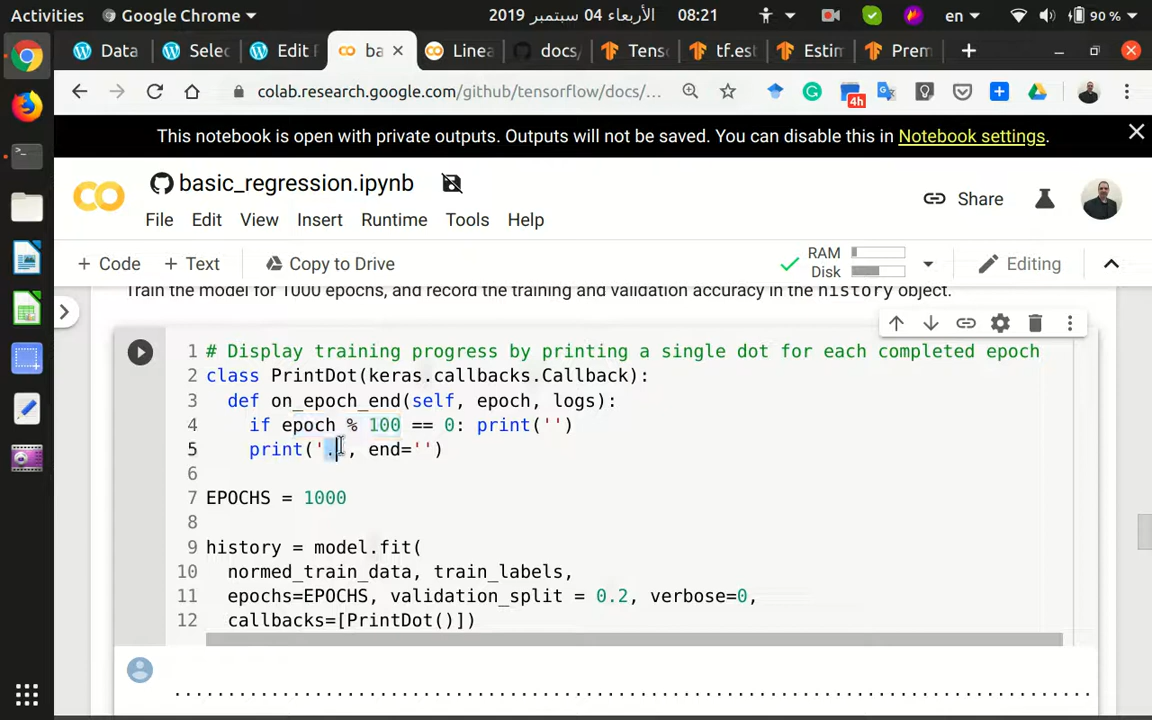 Activities
Google Chrome
الأربعاء 04 سبتمبر 2019
08:21
en
90 %
Data
Selec
Edit P
ba
Linea
docs/
Tenso
tf.est
Estim
Prem
colab.research.google.com/github/tensorflow/docs/...
4h
This notebook is open with private outputs. Outputs will not be saved. You can disable this in Notebook settings.
basic_regression.ipynb
Share
File Edit View Insert Runtime Tools Help
+ Code + Text
Copy to Drive
RAM
Disk
Editing
Train the model for 1000 epochs, and record the training and validation accuracy in the history object.
1 # Display training progress by printing a single dot for each completed epoch
2 class PrintDot(keras.callbacks.Callback):
3 def on_epoch_end(self, epoch, logs):
4 if epoch % 100 == 0: print('')
5 print('.', end='')
6
7 EPOCHS = 1000
8
9 history = model.fit(
10 normed_train_data, train_labels,
11 epochs=EPOCHS, validation_split = 0.2, verbose=0,
12 callbacks=[PrintDot()])
....................................................................................................